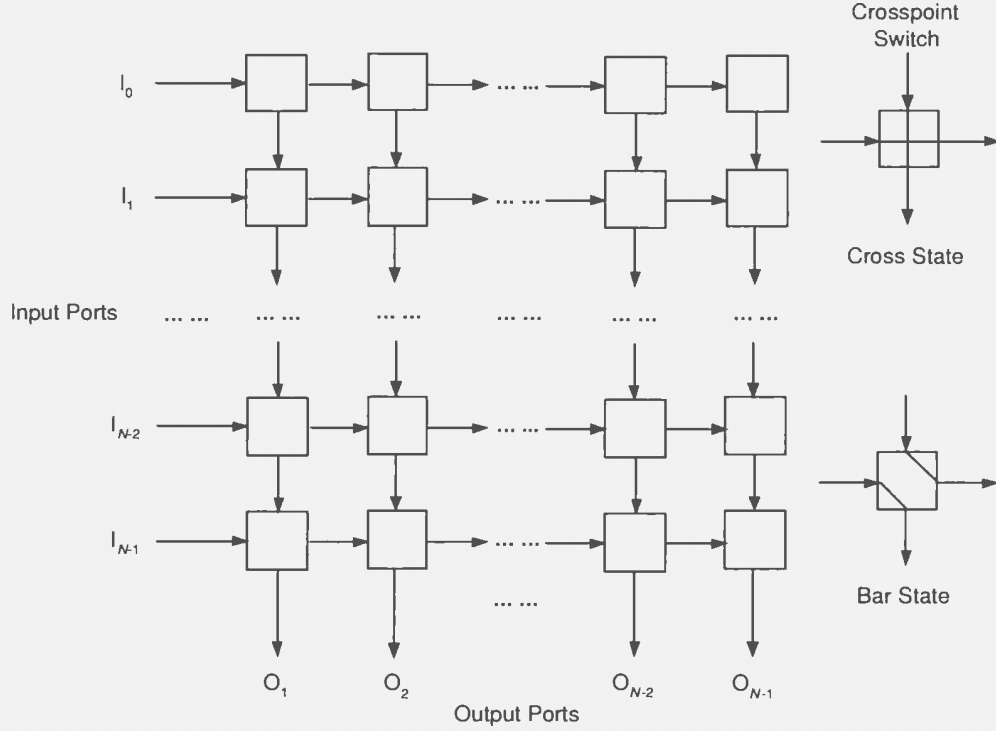 Crosspoint
Switch
I0
I1
Cross State
Input Ports ... ... ... ... ... ... ... ... ... ... ... ...
IN-2
IN-1
Bar State
O1 O2 ... ... ON-2 ON-1
Output Ports